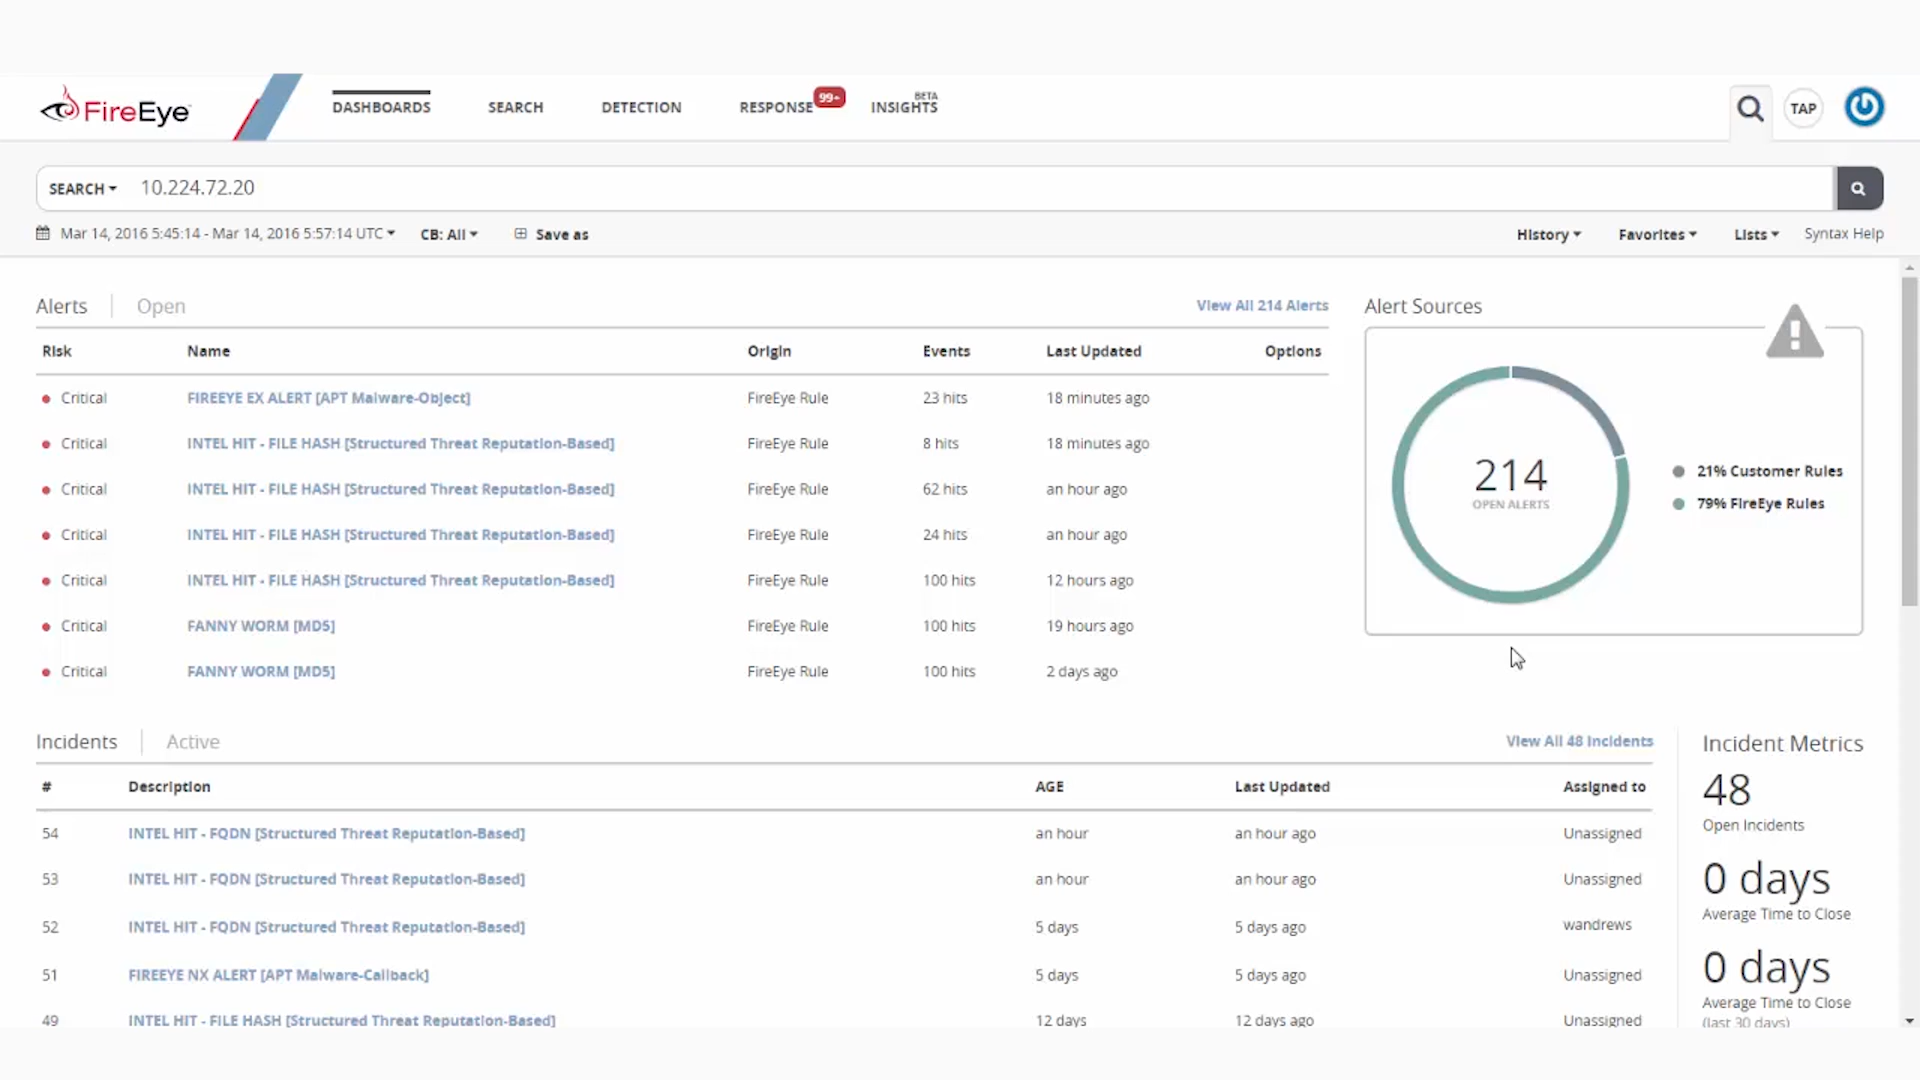 FireEye
DASHBOARDS
SEARCH
DETECTION
RESPONSE
99+
INSIGHTS
BETA
TAP
SEARCH
10.224.72.20
Mar 14, 2016 5:45:14 - Mar 14, 2016 5:57:14 UTC
CB: All
Save as
History
Favorites
Lists
Syntax Help
Alerts
Open
View All 214 Alerts
Risk Name Origin Events Last Updated Options
Critical FIREEYE EX ALERT [APT Malware-Object] FireEye Rule 23 hits 18 minutes ago
Critical INTEL HIT - FILE HASH [Structured Threat Reputation-Based] FireEye Rule 8 hits 18 minutes ago
Critical INTEL HIT - FILE HASH [Structured Threat Reputation-Based] FireEye Rule 62 hits an hour ago
Critical INTEL HIT - FILE HASH [Structured Threat Reputation-Based] FireEye Rule 24 hits an hour ago
Critical INTEL HIT - FILE HASH [Structured Threat Reputation-Based] FireEye Rule 100 hits 12 hours ago
Critical FANNY WORM [MD5] FireEye Rule 100 hits 19 hours ago
Critical FANNY WORM [MD5] FireEye Rule 100 hits 2 days ago
Alert Sources
214
OPEN ALERTS
21% Customer Rules
79% FireEye Rules
Incidents
Active
View All 48 Incidents
# Description AGE Last Updated Assigned to
54 INTEL HIT - FQDN [Structured Threat Reputation-Based] an hour an hour ago Unassigned
53 INTEL HIT - FQDN [Structured Threat Reputation-Based] an hour an hour ago Unassigned
52 INTEL HIT - FQDN [Structured Threat Reputation-Based] 5 days 5 days ago wandrews
51 FIREEYE NX ALERT [APT Malware-Callback] 5 days 5 days ago Unassigned
49 INTEL HIT - FILE HASH [Structured Threat Reputation-Based] 12 days 12 days ago Unassigned
Incident Metrics
48
Open Incidents
0 days
Average Time to Close
0 days
Average Time to Close
(last 30 days)